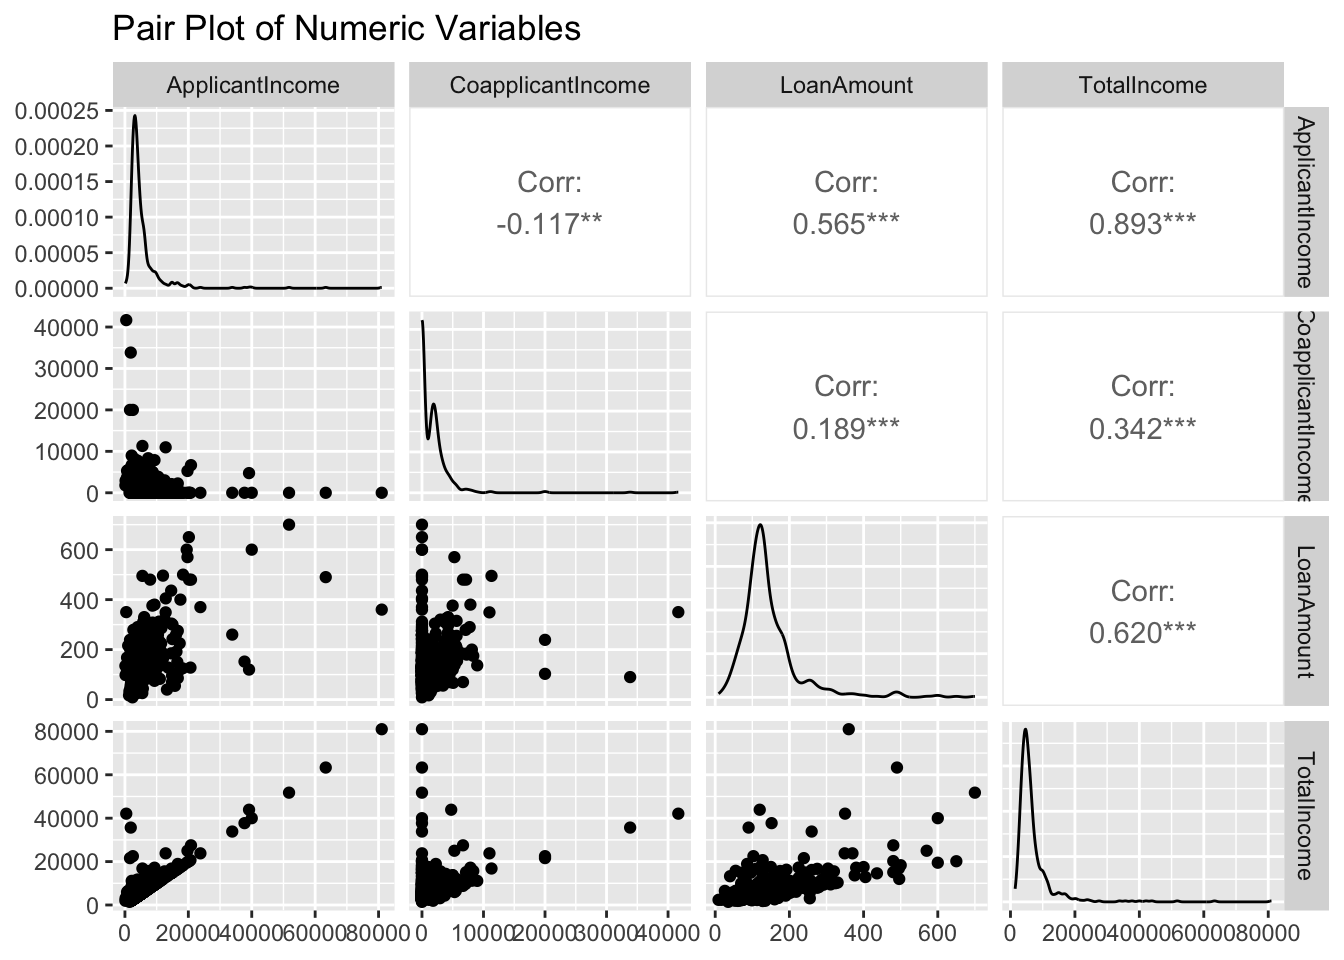 Pair Plot of Numeric Variables
ApplicantIncome CoapplicantIncome LoanAmount TotalIncome
0.00025
0.00020
0.00015
0.00010
0.00005
0.00000
Corr:
-0.117**
Corr:
0.565***
Corr:
0.893***
ApplicantIncome
40000
30000
20000
10000
0
Corr:
0.189***
Corr:
0.342***
CoapplicantIncome
600
400
200
0
Corr:
0.620***
LoanAmount
80000
60000
40000
20000
0
TotalIncome
0 20000 40000 60000 80000 0 10000 20000 30000 40000 0 200 400 600 0 20000 40000 60000 80000